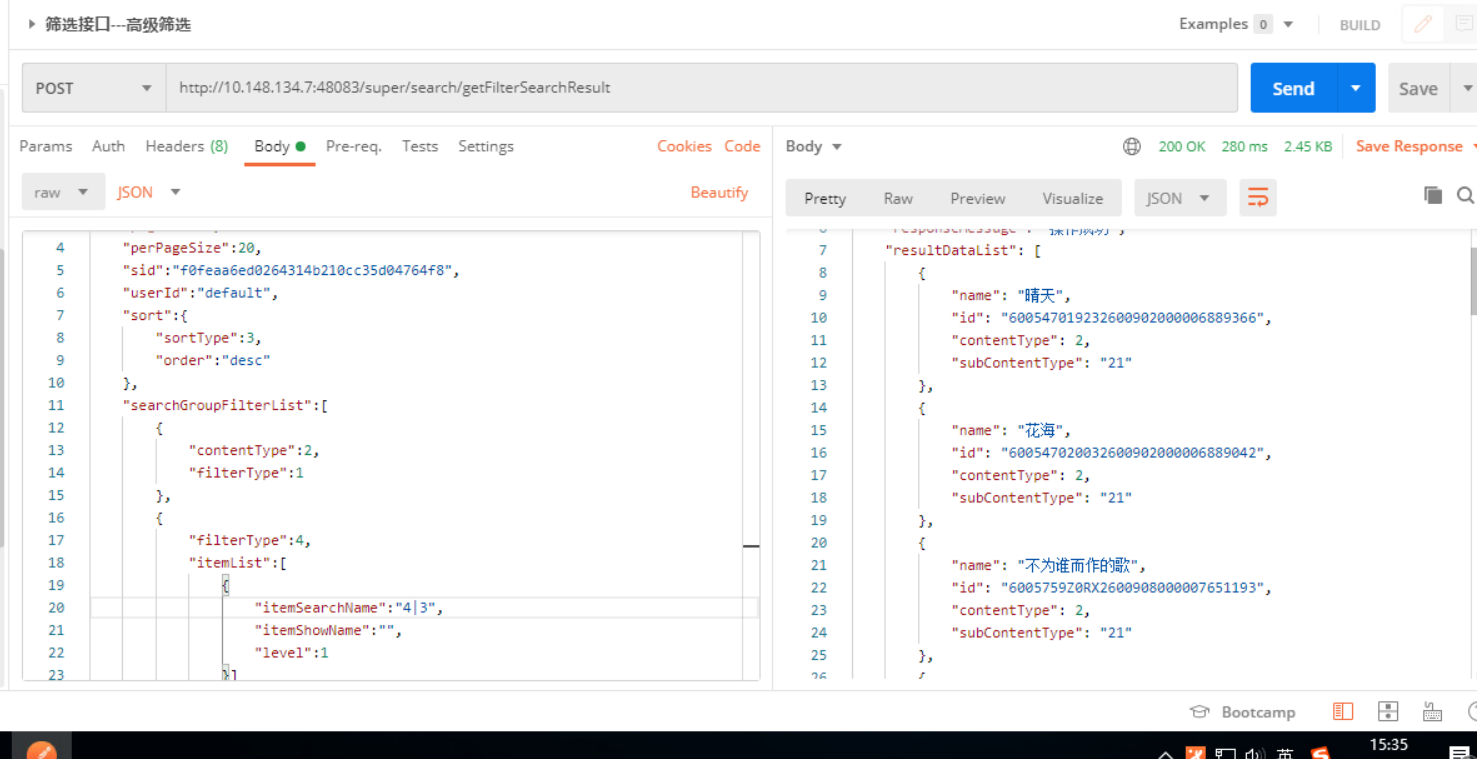 筛选接口---高级筛选
Examples 0
BUILD
POST
http://10.148.134.7:48083/super/search/getFilterSearchResult
Send
Save
Params Auth Headers (8) Body Pre-req. Tests Settings
Cookies Code
raw JSON
Beautify
4 "perPageSize":20,
5 "sid":"f0feaa6ed0264314b210cc35d04764f8",
6 "userId":"default",
7 "sort":{
8 "sortType":3,
9 "order":"desc"
10 },
11 "searchGroupFilterList":[
12 {
13 "contentType":2,
14 "filterType":1
15 },
16 {
17 "filterType":4,
18 "itemList":[
19 {
20 "itemSearchName":"4|3",
21 "itemShowName":"",
22 "level":1
23 }]
Body
200 OK 280 ms 2.45 KB Save Response
Pretty Raw Preview Visualize JSON
6 "responseMessage": "操作成功",
7 "resultDataList": [
8 {
9 "name": "晴天",
10 "id": "600547019232600902000006889366",
11 "contentType": 2,
12 "subContentType": "21"
13 },
14 {
15 "name": "花海",
16 "id": "600547020032600902000006889042",
17 "contentType": 2,
18 "subContentType": "21"
19 },
20 {
21 "name": "不为谁而作的歌",
22 "id": "6005759Z0RX2600908000007651193",
23 "contentType": 2,
24 "subContentType": "21"
25 },
26 {
Bootcamp
英
15:35